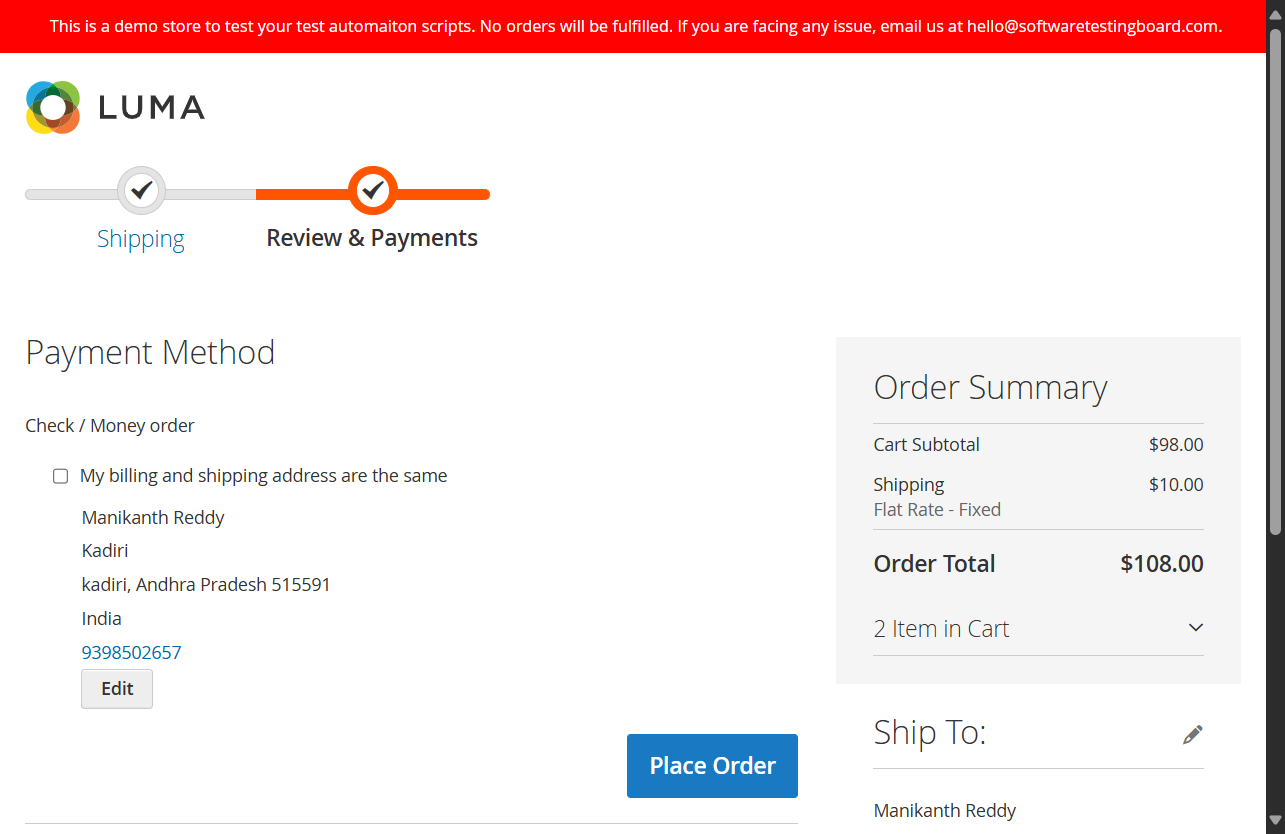 This is a demo store to test your test automaiton scripts. No orders will be fulfilled. If you are facing any issue, email us at hello@softwaretestingboard.com.
LUMA
Shipping
Review & Payments
Payment Method
Check / Money order
My billing and shipping address are the same
Manikanth Reddy
Kadiri
kadiri, Andhra Pradesh 515591
India
9398502657
Edit
Place Order
Order Summary
Cart Subtotal $98.00
Shipping $10.00
Flat Rate - Fixed
Order Total $108.00
2 Item in Cart
Ship To:
Manikanth Reddy